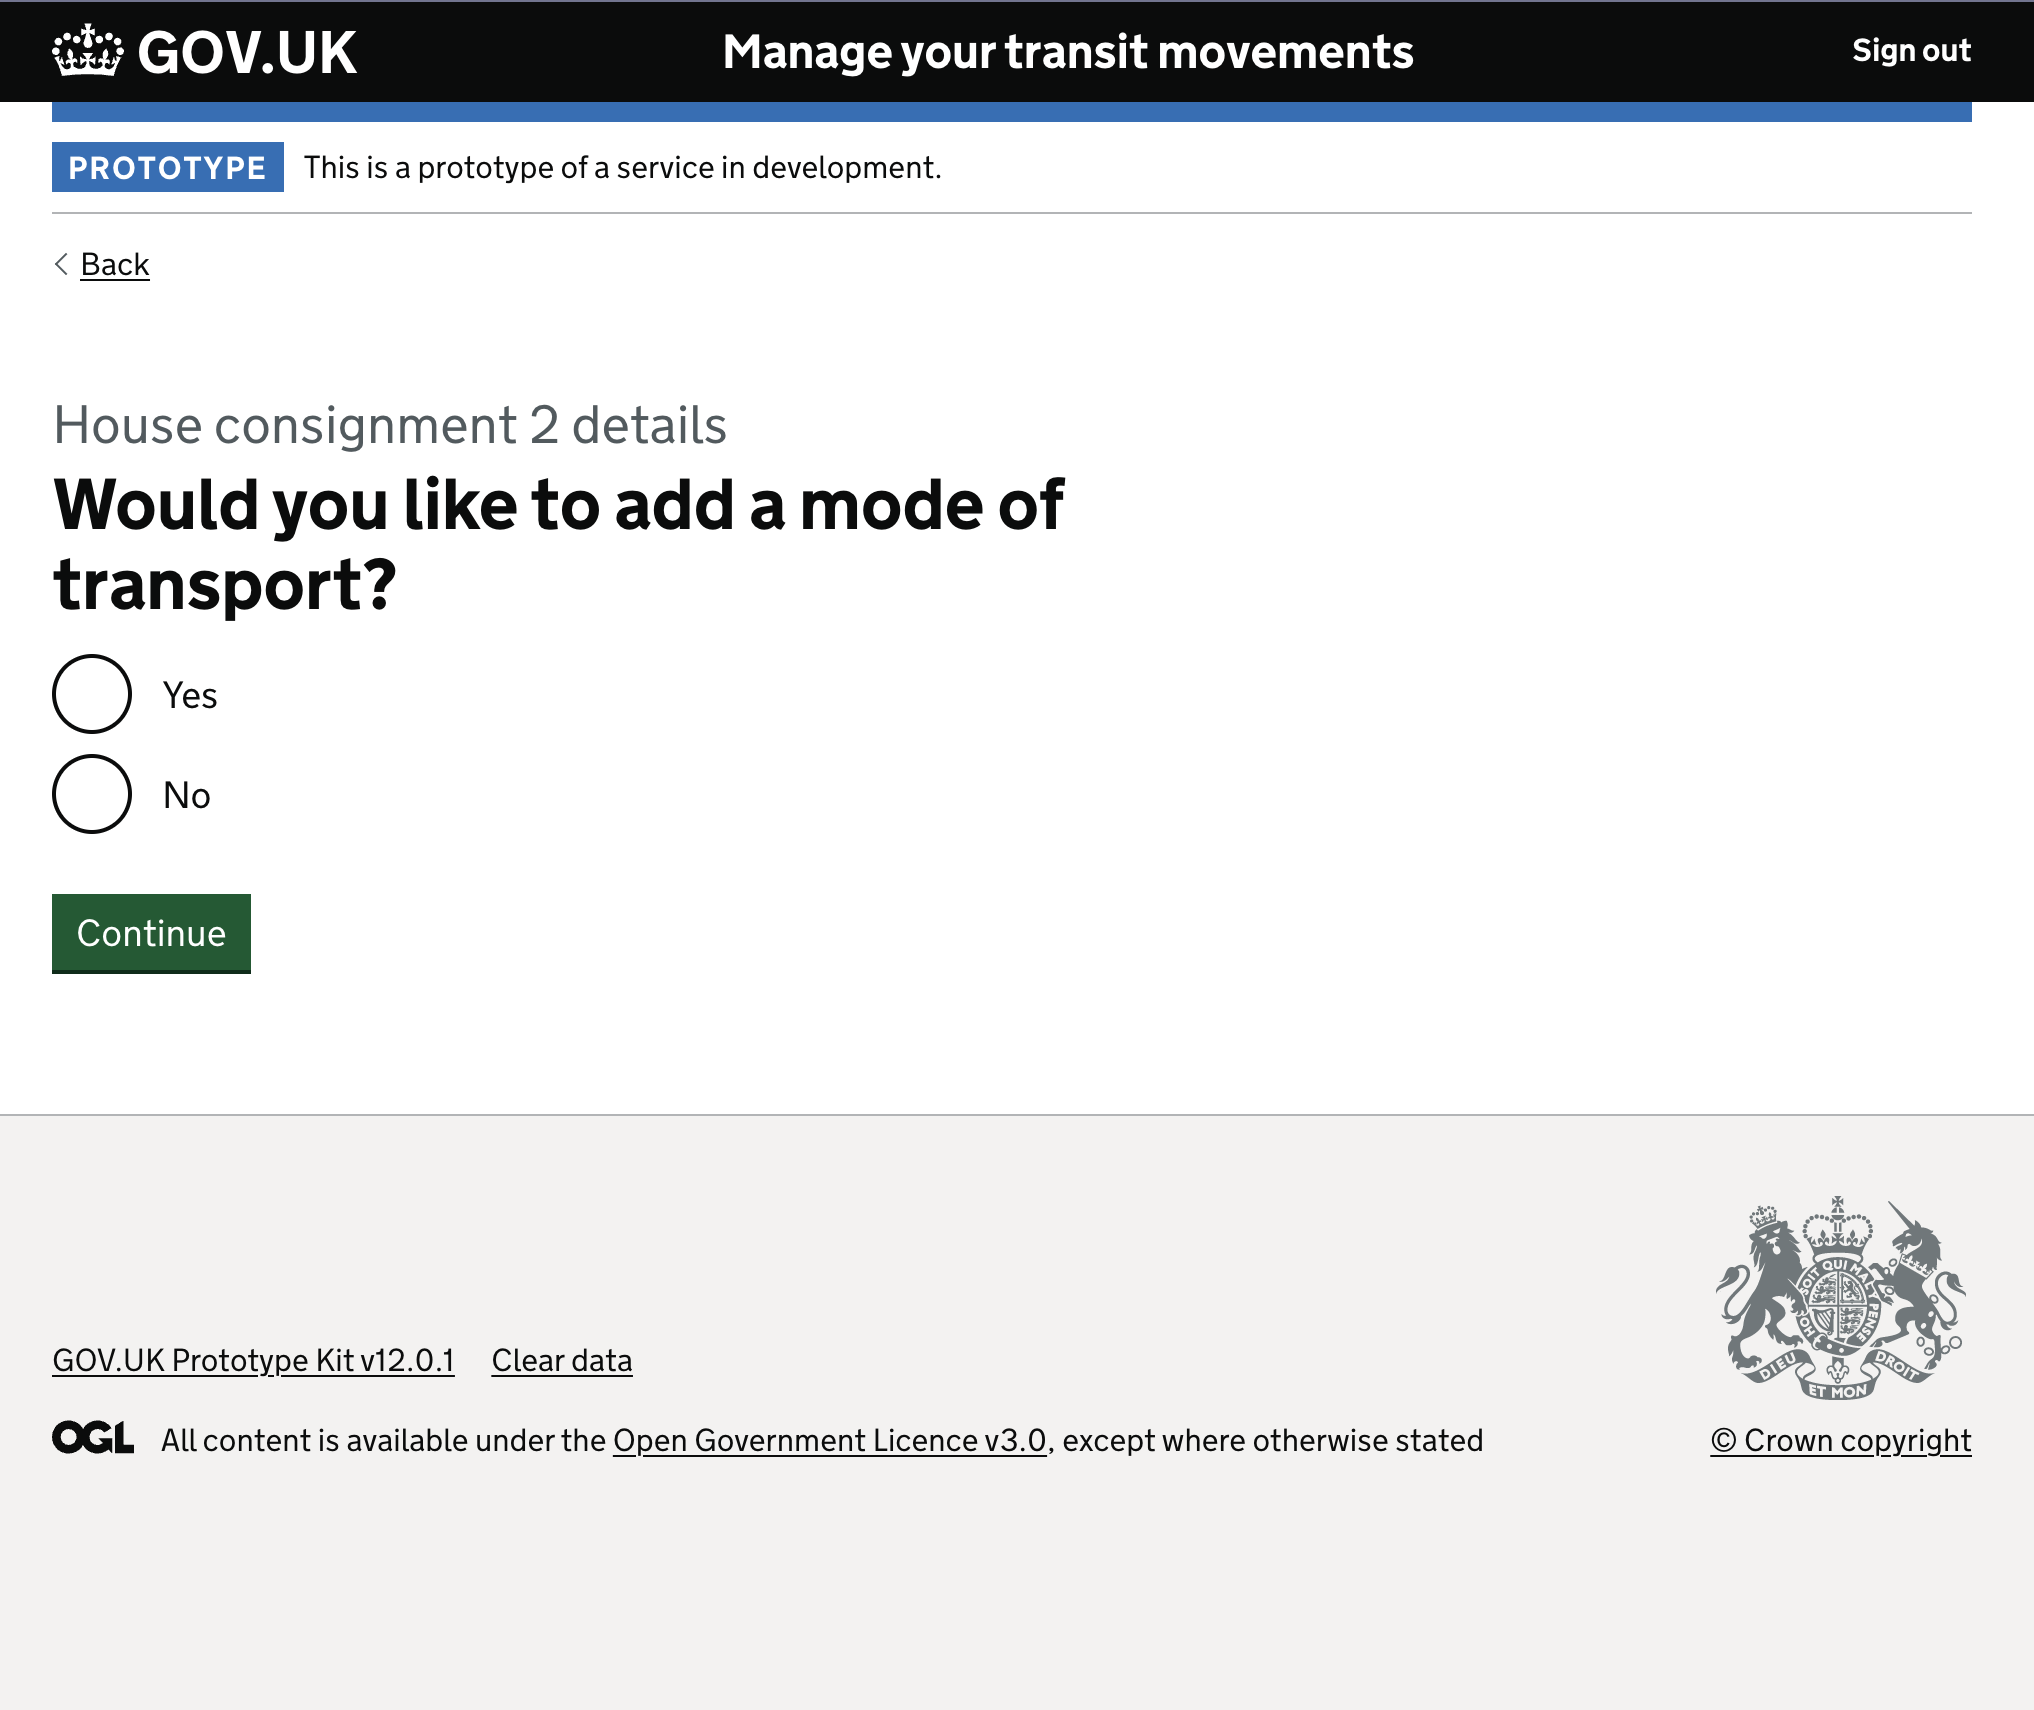 GOV.UK Manage your transit movements Sign out
PROTOTYPE This is a prototype of a service in development.
Back
House consignment 2 details
Would you like to add a mode of
transport?
Yes
No
Continue
GOV.UK Prototype Kit v12.0.1 Clear data
OGL All content is available under the Open Government Licence v3.0, except where otherwise stated
SOIT QUI MAL Y PENSE
HON
DIEU ET MON DROIT
© Crown copyright